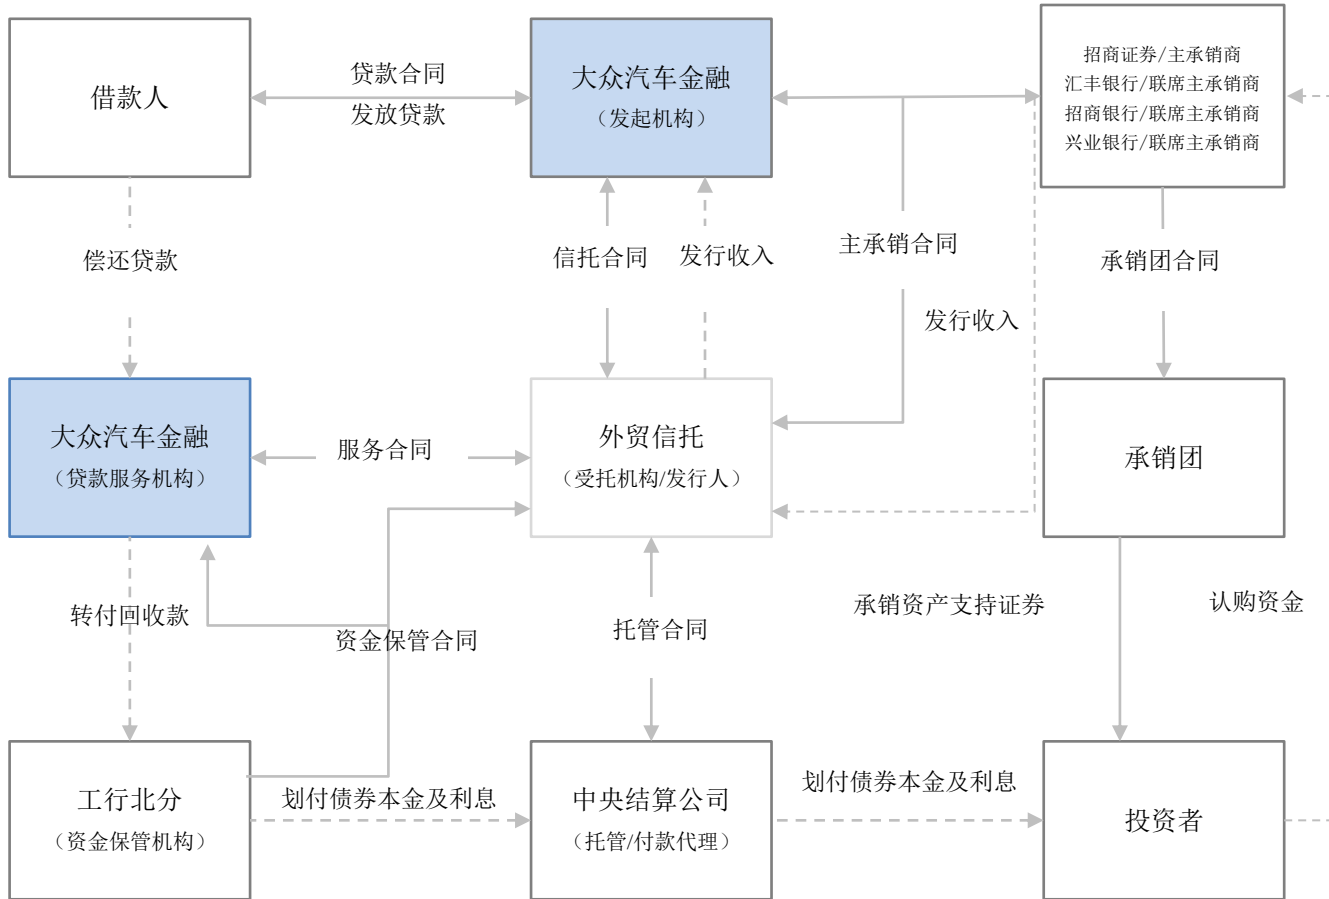 借款人
贷款合同
发放贷款
大众汽车金融
（发起机构）
招商证券/主承销商
汇丰银行/联席主承销商
招商银行/联席主承销商
兴业银行/联席主承销商
偿还贷款
信托合同
发行收入
主承销合同
发行收入
承销团合同
大众汽车金融
（贷款服务机构）
服务合同
外贸信托
（受托机构/发行人）
承销团
转付回收款
资金保管合同
托管合同
承销资产支持证券
认购资金
工行北分
（资金保管机构）
划付债券本金及利息
中央结算公司
（托管/付款代理）
划付债券本金及利息
投资者